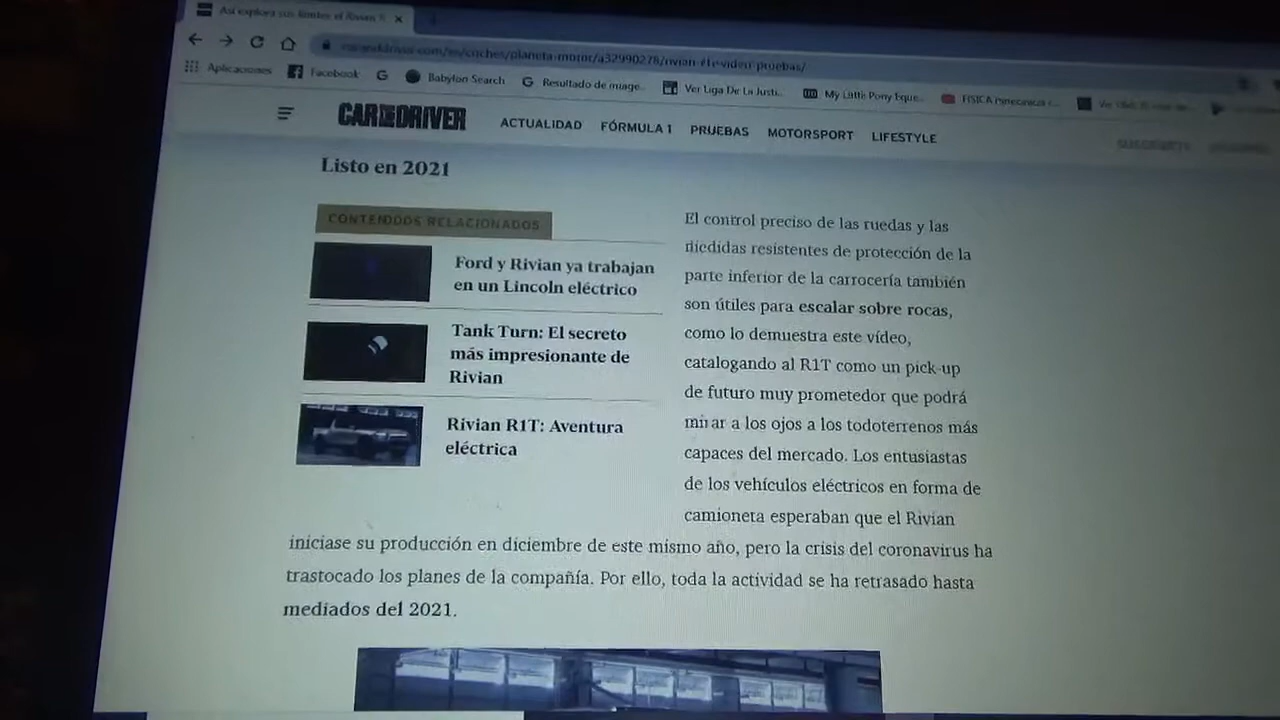 Así explora sus límites el Rivian
caranddriver.com/es/coches/planeta-motor/a32990278/rivian-r1t-video-pruebas/
Aplicaciones
Facebook
Babylon Search
Resultado de image..
Ver Liga De La Justi..
My Little Pony Eque..
CAR AND DRIVER
ACTUALIDAD
FÓRMULA 1
PRUEBAS
MOTORSPORT
LIFESTYLE
Listo en 2021
CONTENIDOS RELACIONADOS
Ford y Rivian ya trabajan
en un Lincoln eléctrico
Tank Turn: El secreto
más impresionante de
Rivian
Rivian R1T: Aventura
eléctrica
El control preciso de las ruedas y las
medidas resistentes de protección de la
parte inferior de la carrocería también
son útiles para escalar sobre rocas,
como lo demuestra este vídeo,
catalogando al R1T como un pick-up
de futuro muy prometedor que podrá
mirar a los ojos a los todoterrenos más
capaces del mercado. Los entusiastas
de los vehículos eléctricos en forma de
camioneta esperaban que el Rivian
iniciase su producción en diciembre de este mismo año, pero la crisis del coronavirus ha
trastocado los planes de la compañía. Por ello, toda la actividad se ha retrasado hasta
mediados del 2021.